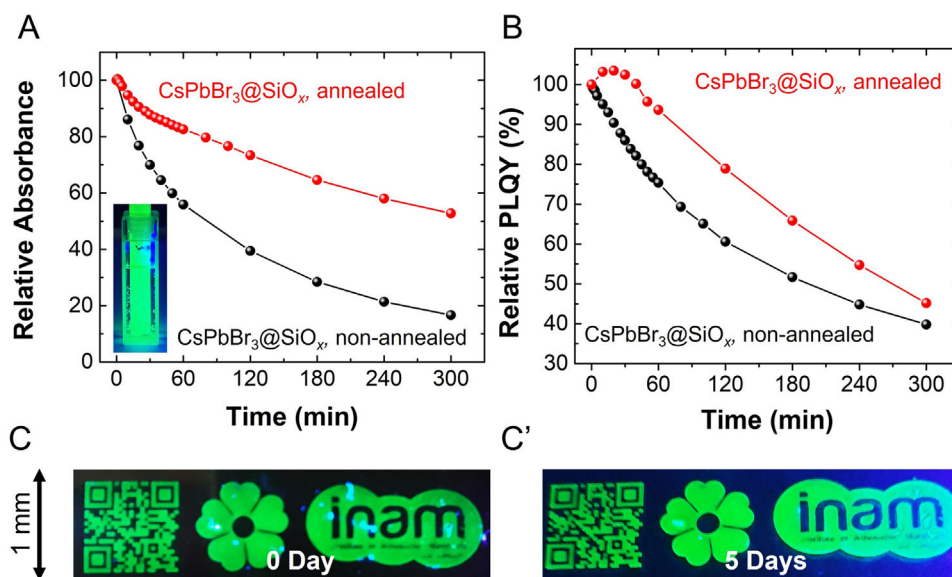 A
Relative Absorbance
100
80
60
40
20
0
CsPbBr₃@SiOₓ, annealed
CsPbBr₃@SiOₓ, non-annealed
0 60 120 180 240 300
Time (min)
B
Relative PLQY (%)
100
90
80
70
60
50
40
30
CsPbBr₃@SiOₓ, annealed
CsPbBr₃@SiOₓ, non-annealed
0 60 120 180 240 300
Time (min)
C
1 mm
inam
0 Day
C'
inam
5 Days